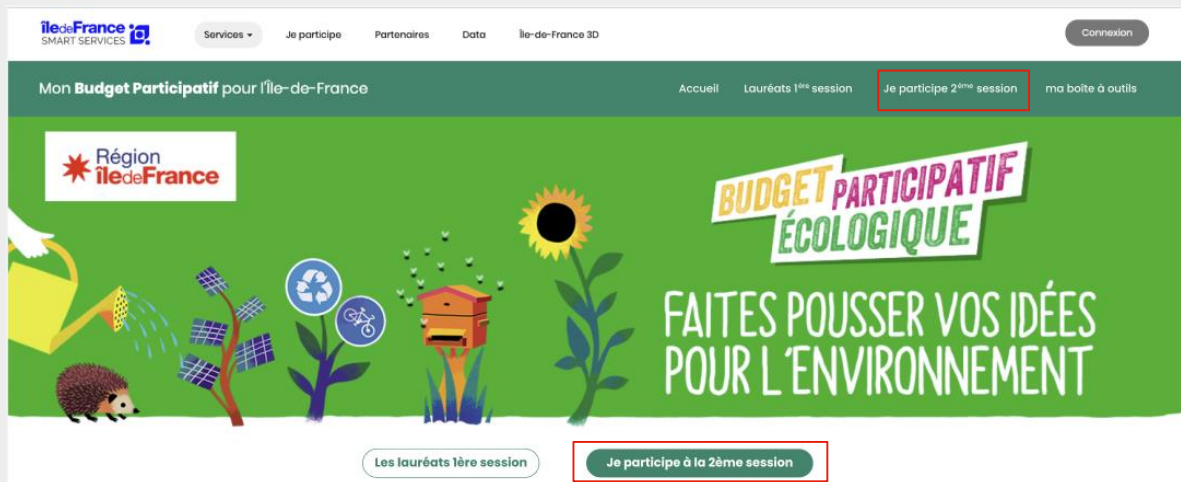 îledeFrance
SMART SERVICES
Services
Je participe
Partenaires
Data
Île-de-France 3D
Connexion
Mon Budget Participatif pour l'Île-de-France
Accueil
Lauréats 1ère session
Je participe 2ème session
ma boîte à outils
Région
îledeFrance
BUDGET PARTICIPATIF
ÉCOLOGIQUE
FAITES POUSSER VOS IDÉES
POUR L'ENVIRONNEMENT
Les lauréats 1ère session
Je participe à la 2ème session